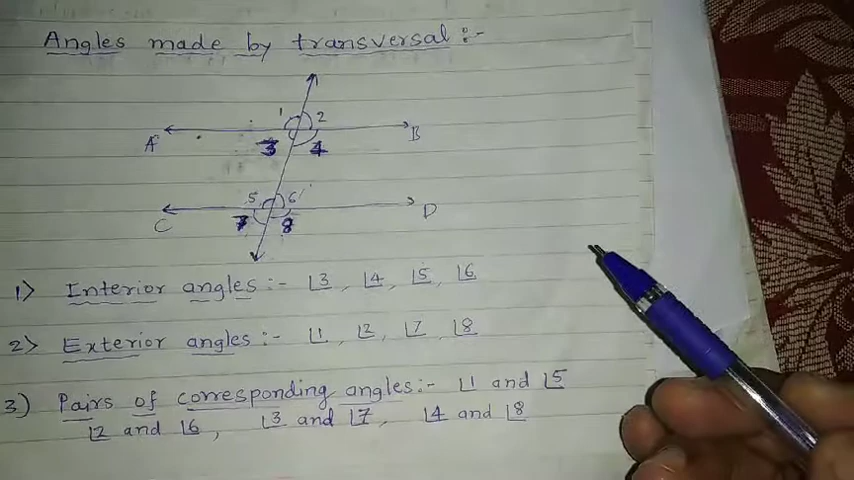 Angles made by transversal :-
1 2
A B
3 4
5 6
C D
7 8
1) Interior angles :- ∠3, ∠4, ∠5, ∠6
2) Exterior angles :- ∠1, ∠2, ∠7, ∠8
3) Pairs of corresponding angles:- ∠1 and ∠5
∠2 and ∠6, ∠3 and ∠7, ∠4 and ∠8